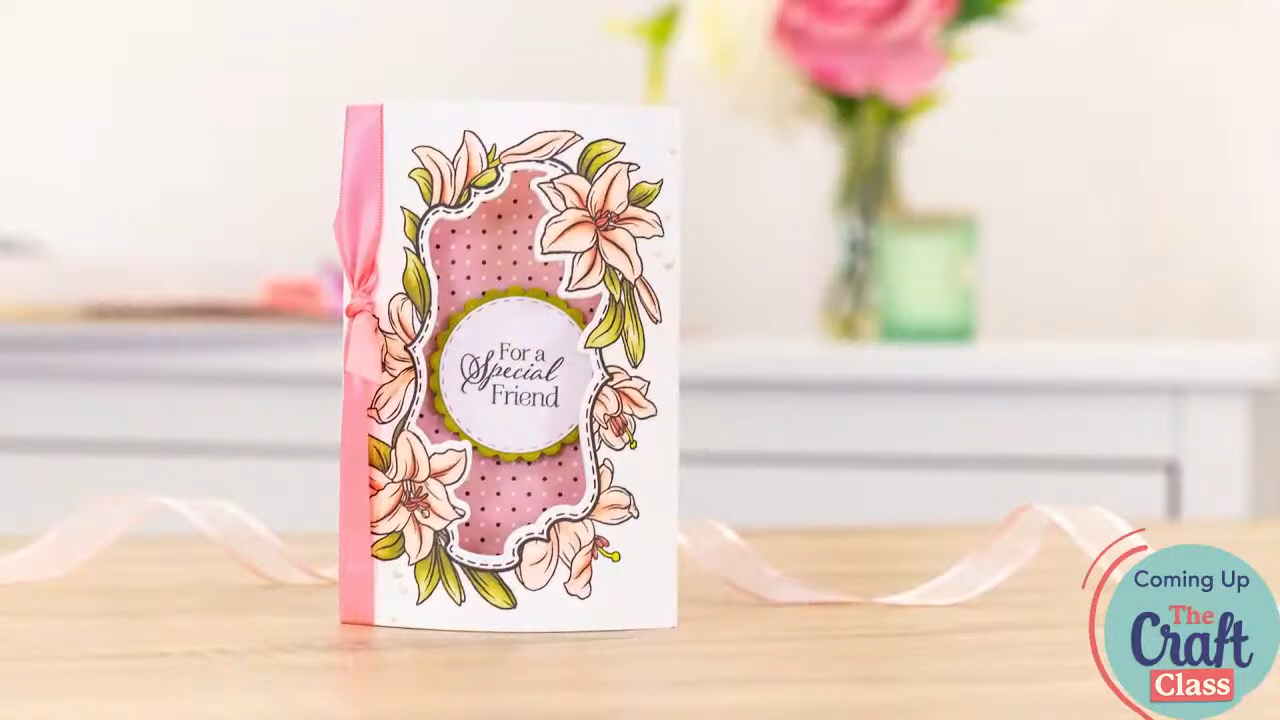 For a
Special
Friend
Coming Up
The
Craft
Class